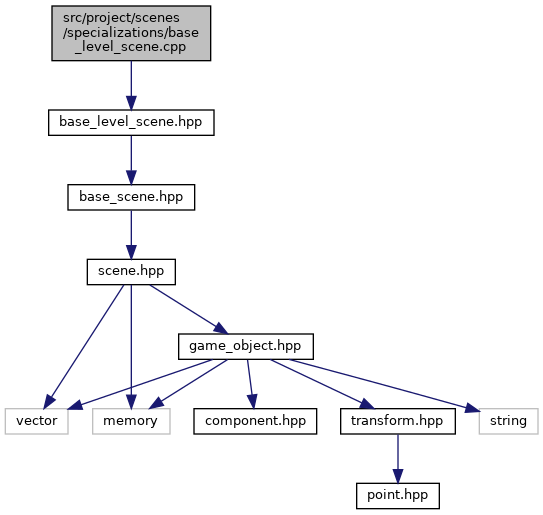 src/project/scenes
/specializations/base
_level_scene.cpp
base_level_scene.hpp
base_scene.hpp
scene.hpp
game_object.hpp
vector
memory
component.hpp
transform.hpp
string
point.hpp